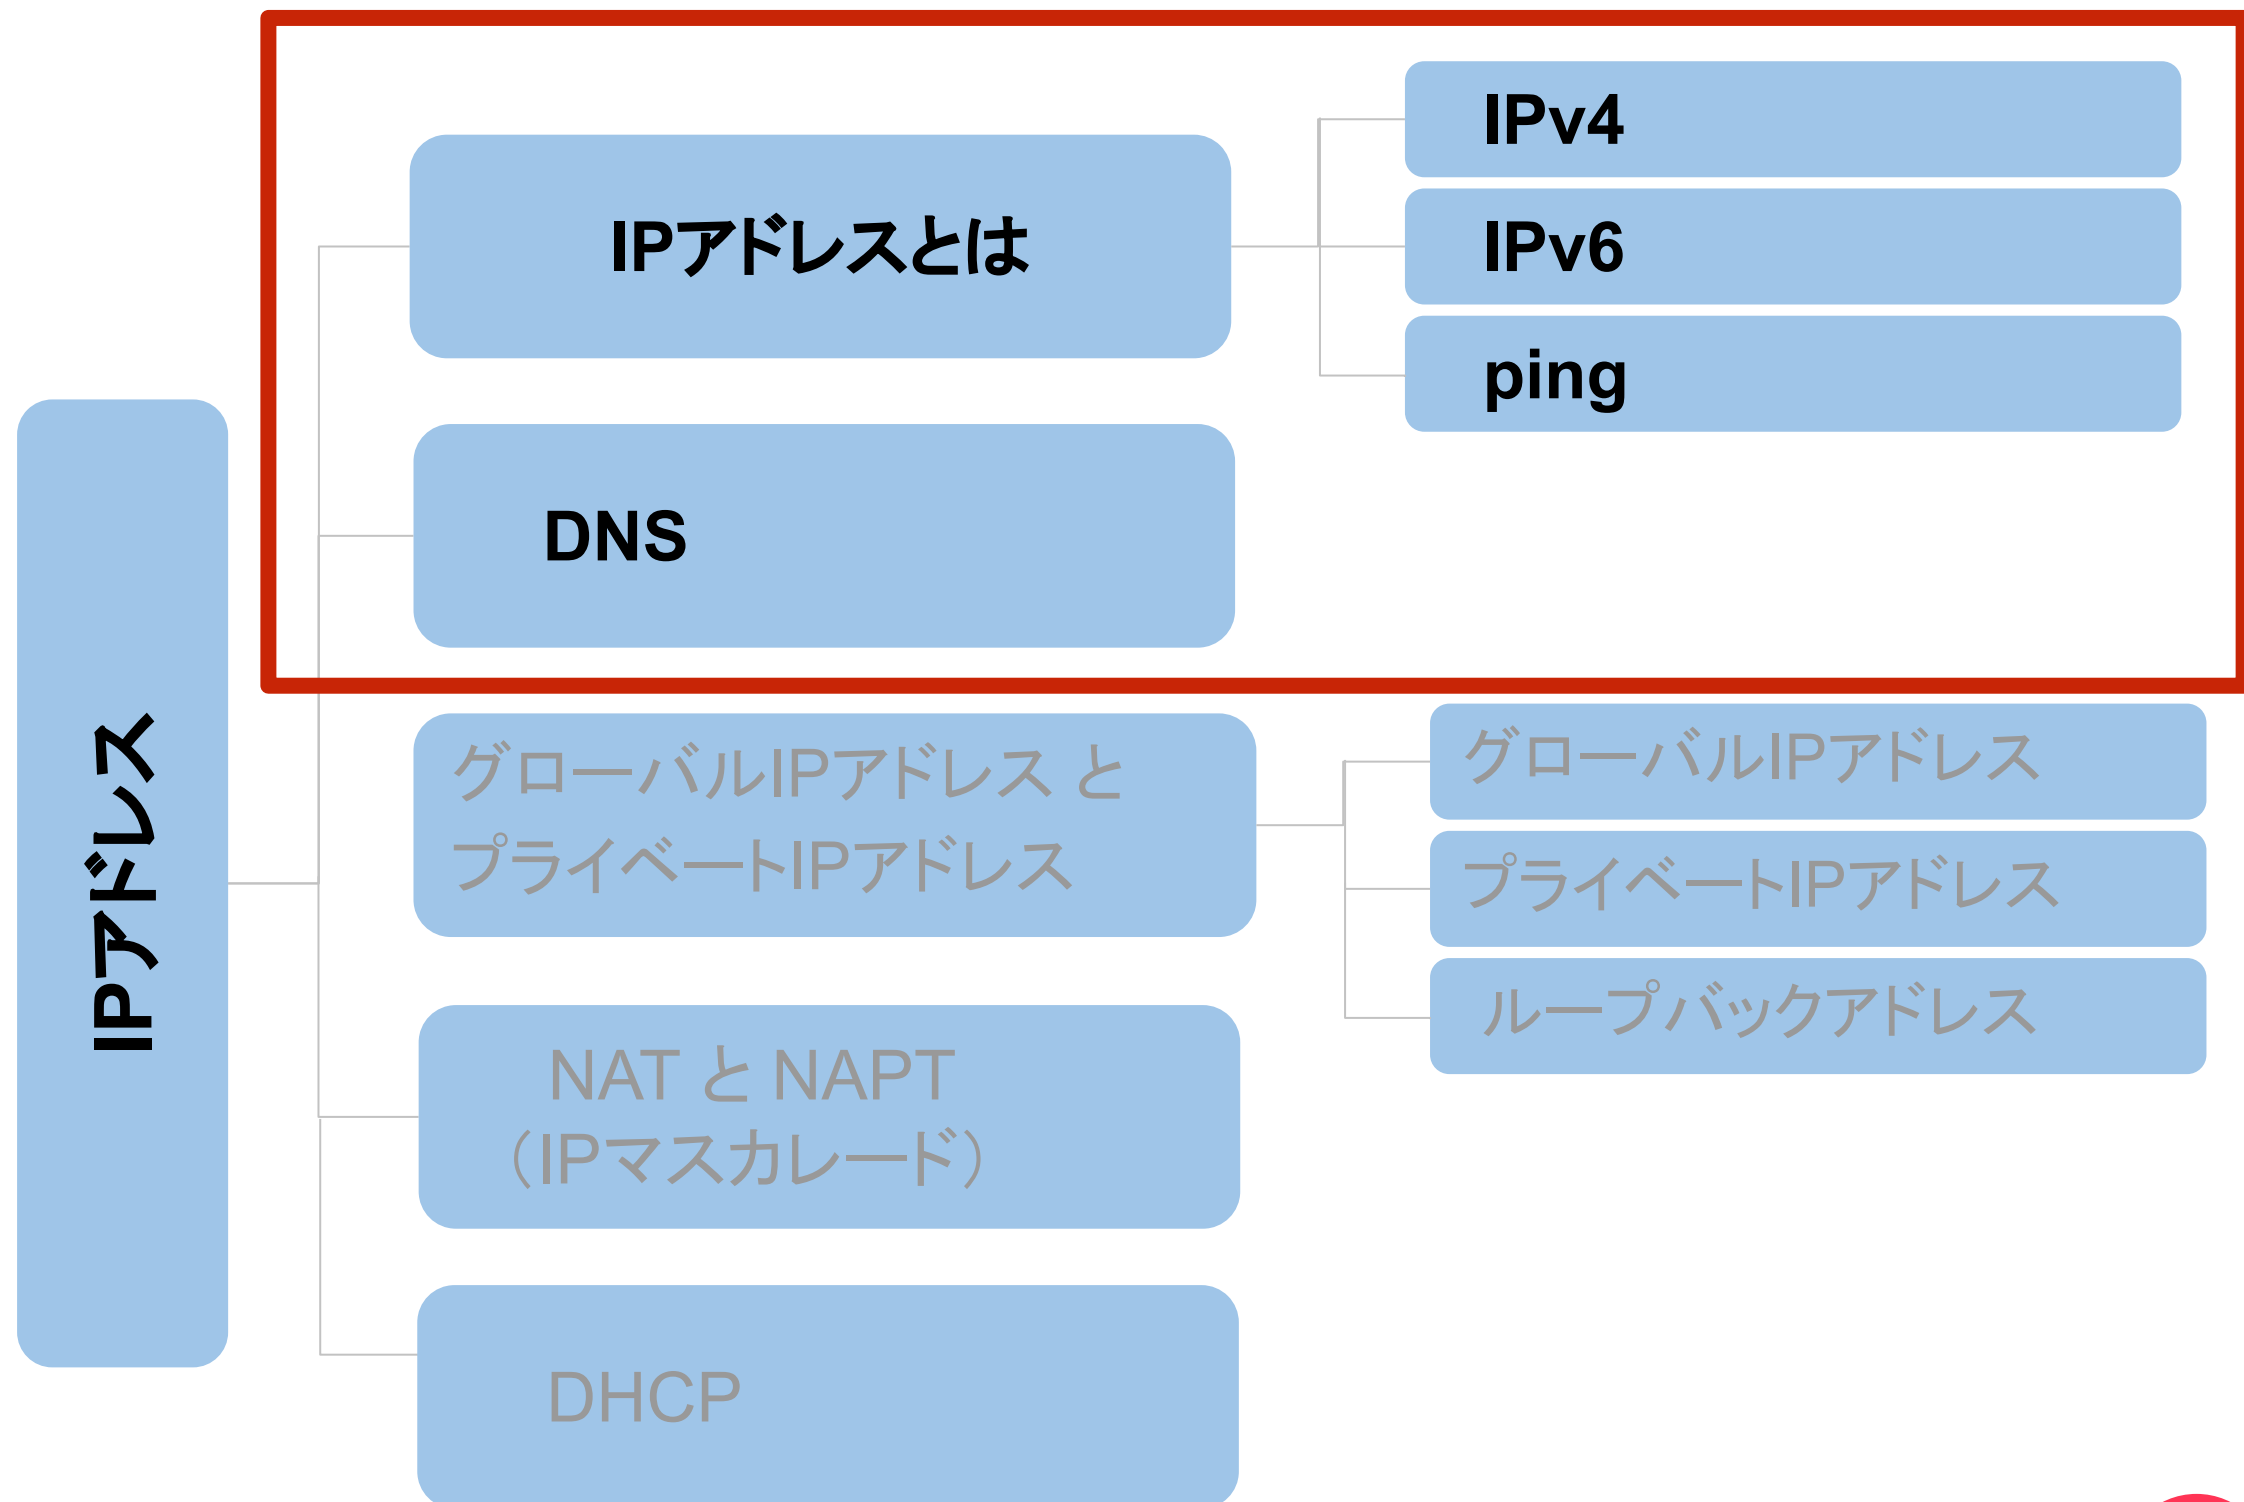 IPアドレス
IPアドレスとは
IPv4
IPv6
ping
DNS
グローバルIPアドレス と
プライベートIPアドレス
グローバルIPアドレス
プライベートIPアドレス
ループバックアドレス
NAT と NAPT
（IPマスカレード）
DHCP